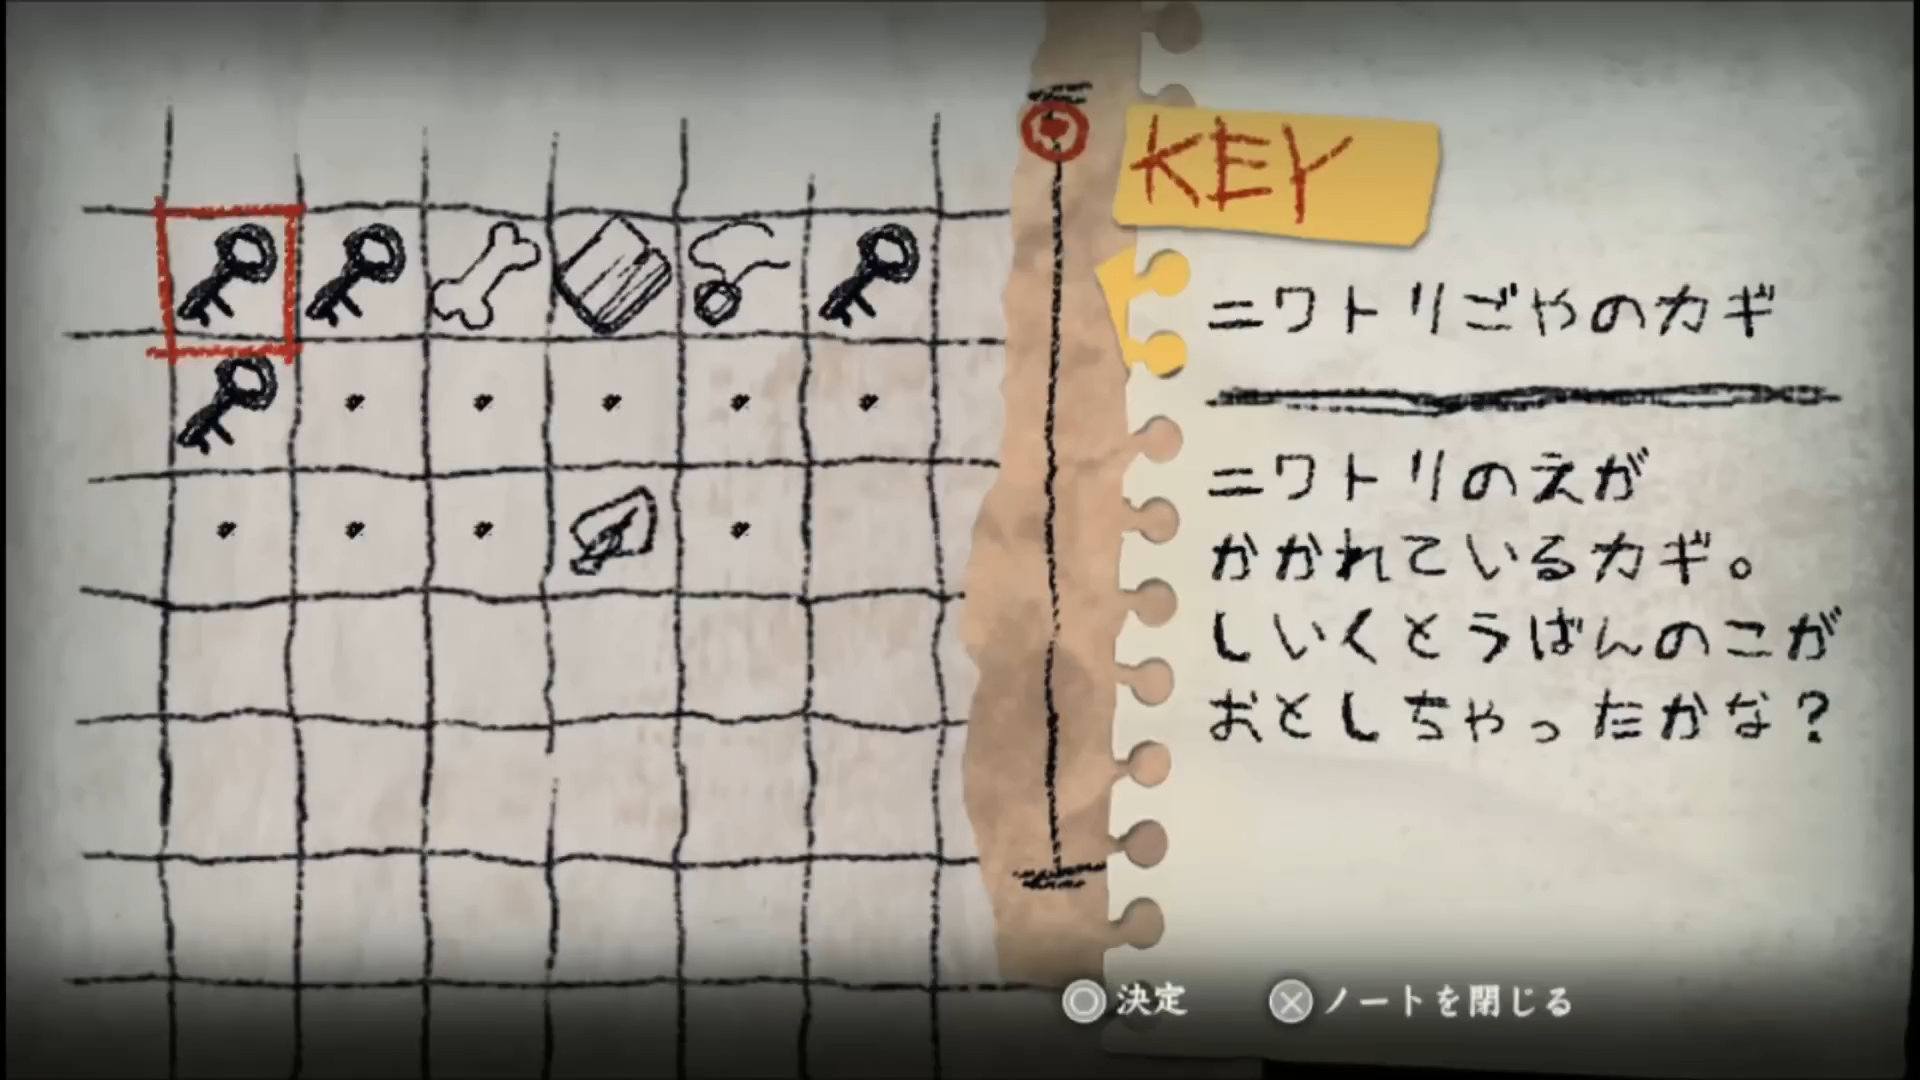 KEY
ニワトリごやのカギ
ニワトリのえが
かかれているカギ。
しいくとうばんのこが
おとしちゃったかな?
決定 ノートを閉じる